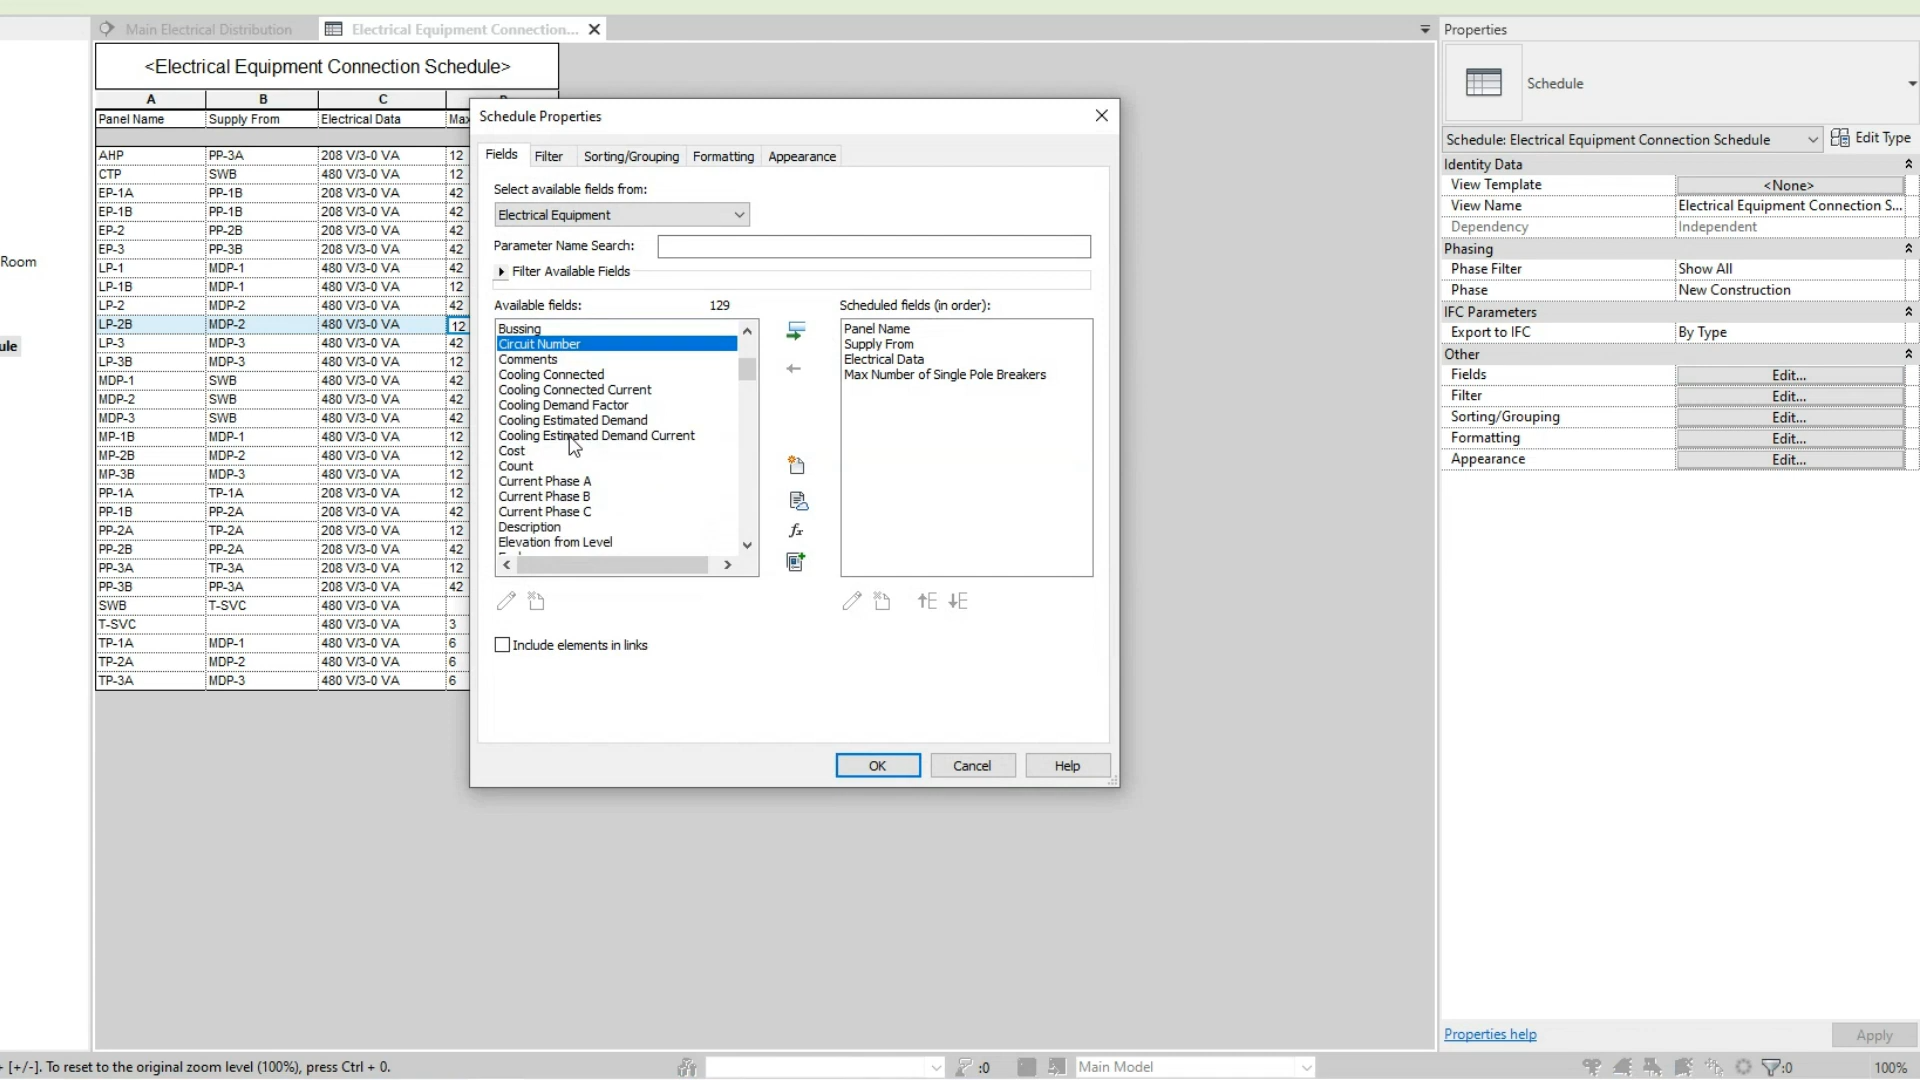 Main Electrical Distribution
Electrical Equipment Connection...
<Electrical Equipment Connection Schedule>
A B C
Panel Name Supply From Electrical Data Max
AHP PP-3A 208 V/3-0 VA 12
CTP SWB 480 V/3-0 VA 12
EP-1A PP-1B 208 V/3-0 VA 42
EP-1B PP-1B 208 V/3-0 VA 42
EP-2 PP-2B 208 V/3-0 VA 42
EP-3 PP-3B 208 V/3-0 VA 42
LP-1 MDP-1 480 V/3-0 VA 42
LP-1B MDP-1 480 V/3-0 VA 12
LP-2 MDP-2 480 V/3-0 VA 42
LP-2B MDP-2 480 V/3-0 VA 12
LP-3 MDP-3 480 V/3-0 VA 42
LP-3B MDP-3 480 V/3-0 VA 12
MDP-1 SWB 480 V/3-0 VA 42
MDP-2 SWB 480 V/3-0 VA 42
MDP-3 SWB 480 V/3-0 VA 42
MP-1B MDP-1 480 V/3-0 VA 12
MP-2B MDP-2 480 V/3-0 VA 12
MP-3B MDP-3 480 V/3-0 VA 12
PP-1A TP-1A 208 V/3-0 VA 12
PP-1B PP-2A 208 V/3-0 VA 42
PP-2A TP-2A 208 V/3-0 VA 12
PP-2B PP-2A 208 V/3-0 VA 42
PP-3A TP-3A 208 V/3-0 VA 12
PP-3B PP-3A 208 V/3-0 VA 42
SWB T-SVC 480 V/3-0 VA
T-SVC 480 V/3-0 VA 3
TP-1A MDP-1 480 V/3-0 VA 6
TP-2A MDP-2 480 V/3-0 VA 6
TP-3A MDP-3 480 V/3-0 VA 6
Room
ule
Schedule Properties
Fields Filter Sorting/Grouping Formatting Appearance
Select available fields from:
Electrical Equipment
Parameter Name Search:
Filter Available Fields
Available fields: 129
Bussing
Circuit Number
Comments
Cooling Connected
Cooling Connected Current
Cooling Demand Factor
Cooling Estimated Demand
Cooling Estimated Demand Current
Cost
Count
Current Phase A
Current Phase B
Current Phase C
Description
Elevation from Level
Scheduled fields (in order):
Panel Name
Supply From
Electrical Data
Max Number of Single Pole Breakers
fx
Include elements in links
OK Cancel Help
Properties
Schedule
Schedule: Electrical Equipment Connection Schedule Edit Type
Identity Data
View Template <None>
View Name Electrical Equipment Connection S...
Dependency Independent
Phasing
Phase Filter Show All
Phase New Construction
IFC Parameters
Export to IFC By Type
Other
Fields Edit...
Filter Edit...
Sorting/Grouping Edit...
Formatting Edit...
Appearance Edit...
Properties help Apply
+ [+/-]. To reset to the original zoom level (100%), press Ctrl + 0.
:0 Main Model :0 100%